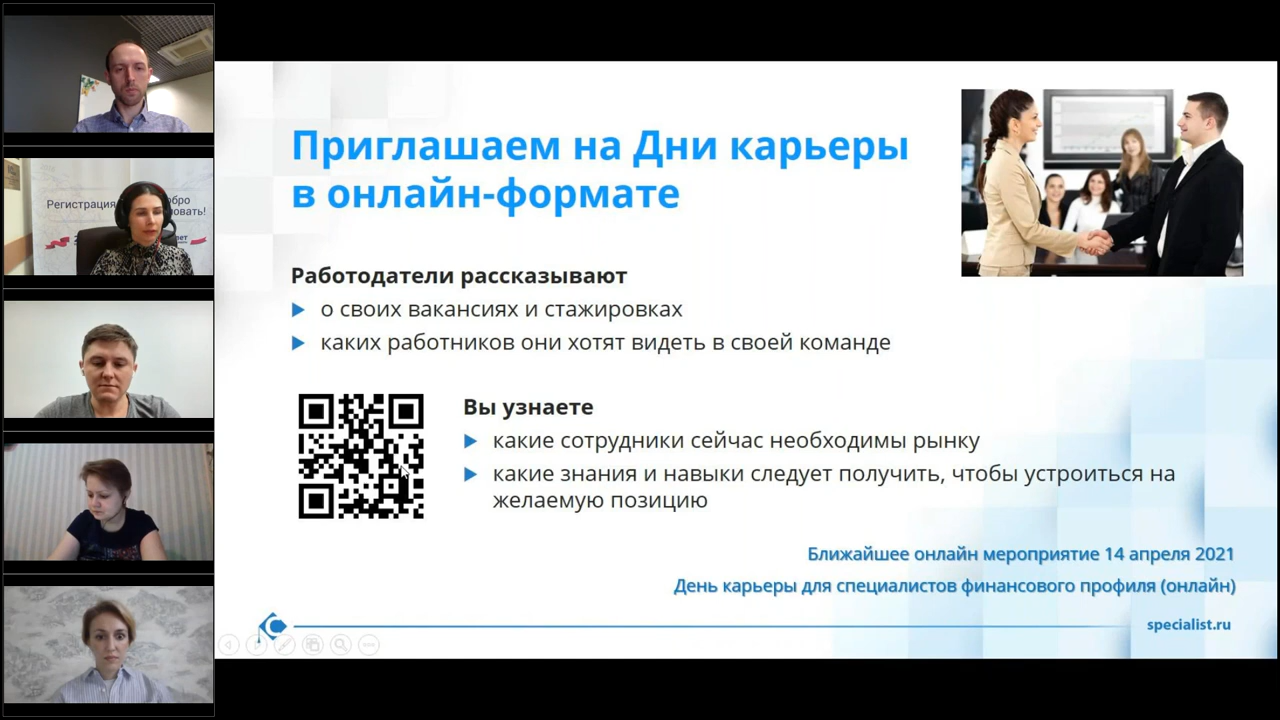 Регистрация
Приглашаем на Дни карьеры
в онлайн-формате
Работодатели рассказывают
о своих вакансиях и стажировках
каких работников они хотят видеть в своей команде
Вы узнаете
какие сотрудники сейчас необходимы рынку
какие знания и навыки следует получить, чтобы устроиться на
желаемую позицию
Ближайшее онлайн мероприятие 14 апреля 2021
День карьеры для специалистов финансового профиля (онлайн)
specialist.ru